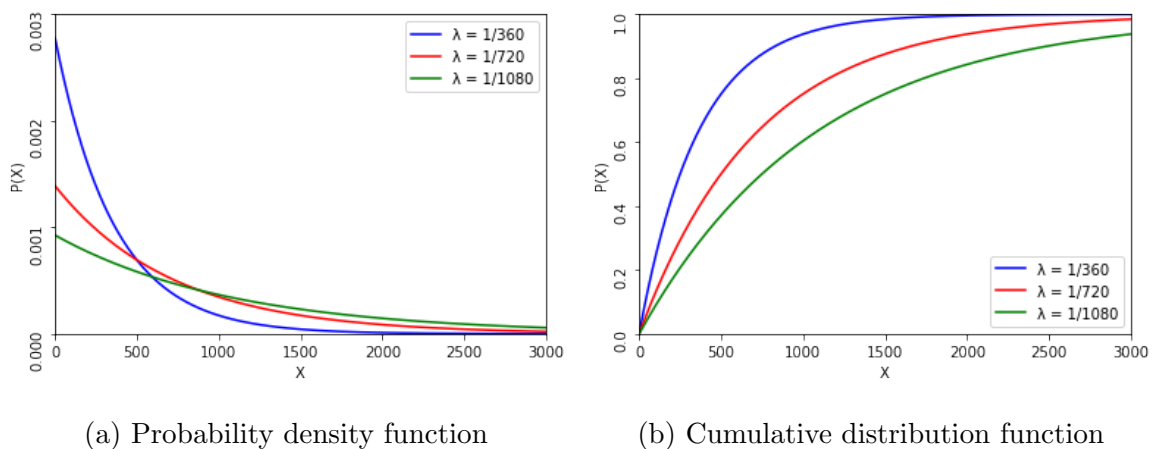 0.003
0.002
0.001
0.000
P(X)
λ = 1/360
λ = 1/720
λ = 1/1080
0 500 1000 1500 2000 2500 3000
X
1.0
0.8
0.6
0.4
0.2
0.0
P(X)
λ = 1/360
λ = 1/720
λ = 1/1080
0 500 1000 1500 2000 2500 3000
X
(a) Probability density function
(b) Cumulative distribution function